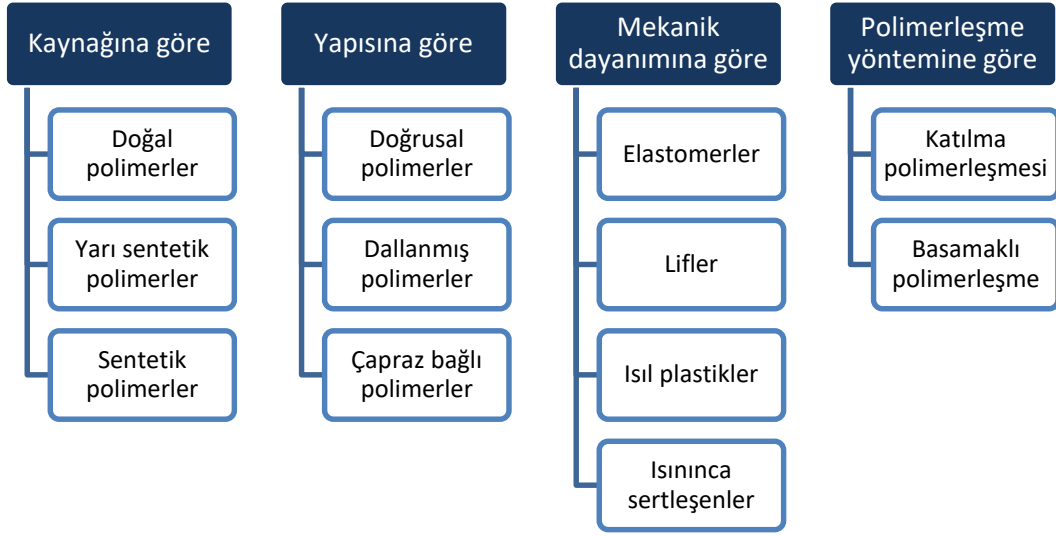 Kaynağına göre
Doğal
polimerler
Yarı sentetik
polimerler
Sentetik
polimerler
Yapısına göre
Doğrusal
polimerler
Dallanmış
polimerler
Çapraz bağlı
polimerler
Mekanik
dayanımına göre
Elastomerler
Lifler
Isıl plastikler
Isınınca
sertleşenler
Polimerleşme
yöntemine göre
Katılma
polimerleşmesi
Basamaklı
polimerleşme